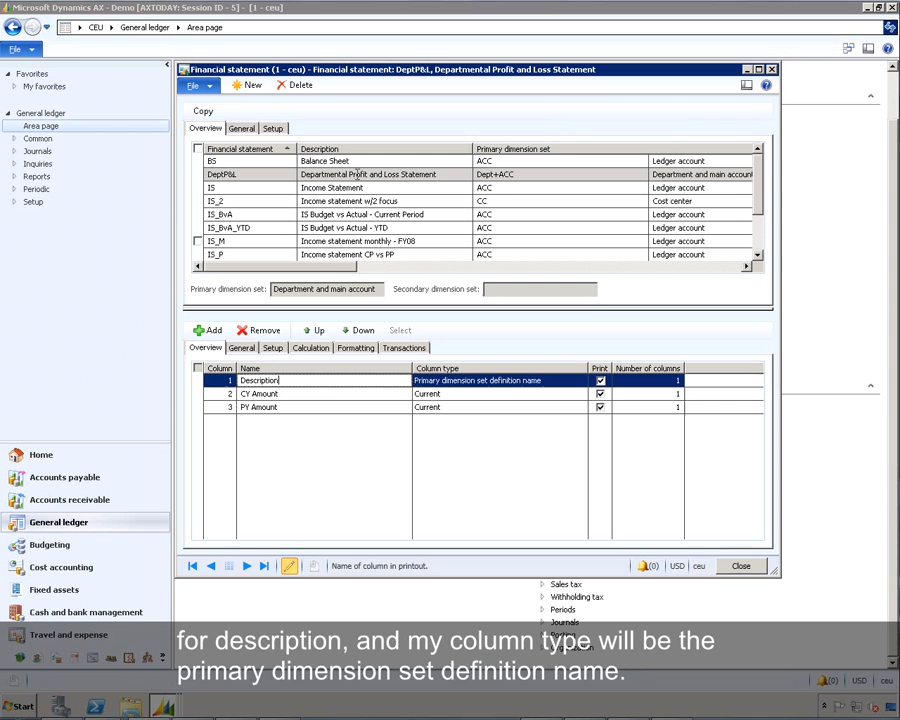 Microsoft Dynamics AX - Demo [AXTODAY: Session ID - 5] - [1 - ceu]
CEU ▸ General ledger ▸ Area page
File
Favorites
My favorites
General ledger
Area page
Common
Journals
Inquiries
Reports
Periodic
Setup
Home
Accounts payable
Accounts receivable
General ledger
Budgeting
Cost accounting
Fixed assets
Cash and bank management
Travel and expense
Financial statement (1 - ceu) - Financial statement: DeptP&L, Departmental Profit and Loss Statement
File New Delete
Copy
Overview General Setup
Financial statement Description Primary dimension set
BS Balance Sheet ACC Ledger account
DeptP&L Departmental Profit and Loss Statement Dept+ACC Department and main account
IS Income Statement ACC Ledger account
IS_2 Income statement w/2 focus CC Cost center
IS_BvA IS Budget vs Actual - Current Period ACC Ledger account
IS_BvA_YTD IS Budget vs Actual - YTD ACC Ledger account
IS_M Income statement monthly - FY08 ACC Ledger account
IS_P Income statement CP vs PP ACC Ledger account
Primary dimension set: Department and main account Secondary dimension set:
Add Remove Up Down Select
Overview General Setup Calculation Formatting Transactions
Column Name Column type Print Number of columns
1 Description Primary dimension set definition name 1
2 CY Amount Current 1
3 PY Amount Current 1
Name of column in printout. (0) USD ceu Close
Sales tax
Withholding tax
Periods
Journals
Posting
for description, and my column type will be the
primary dimension set definition name.
(0) USD
Start